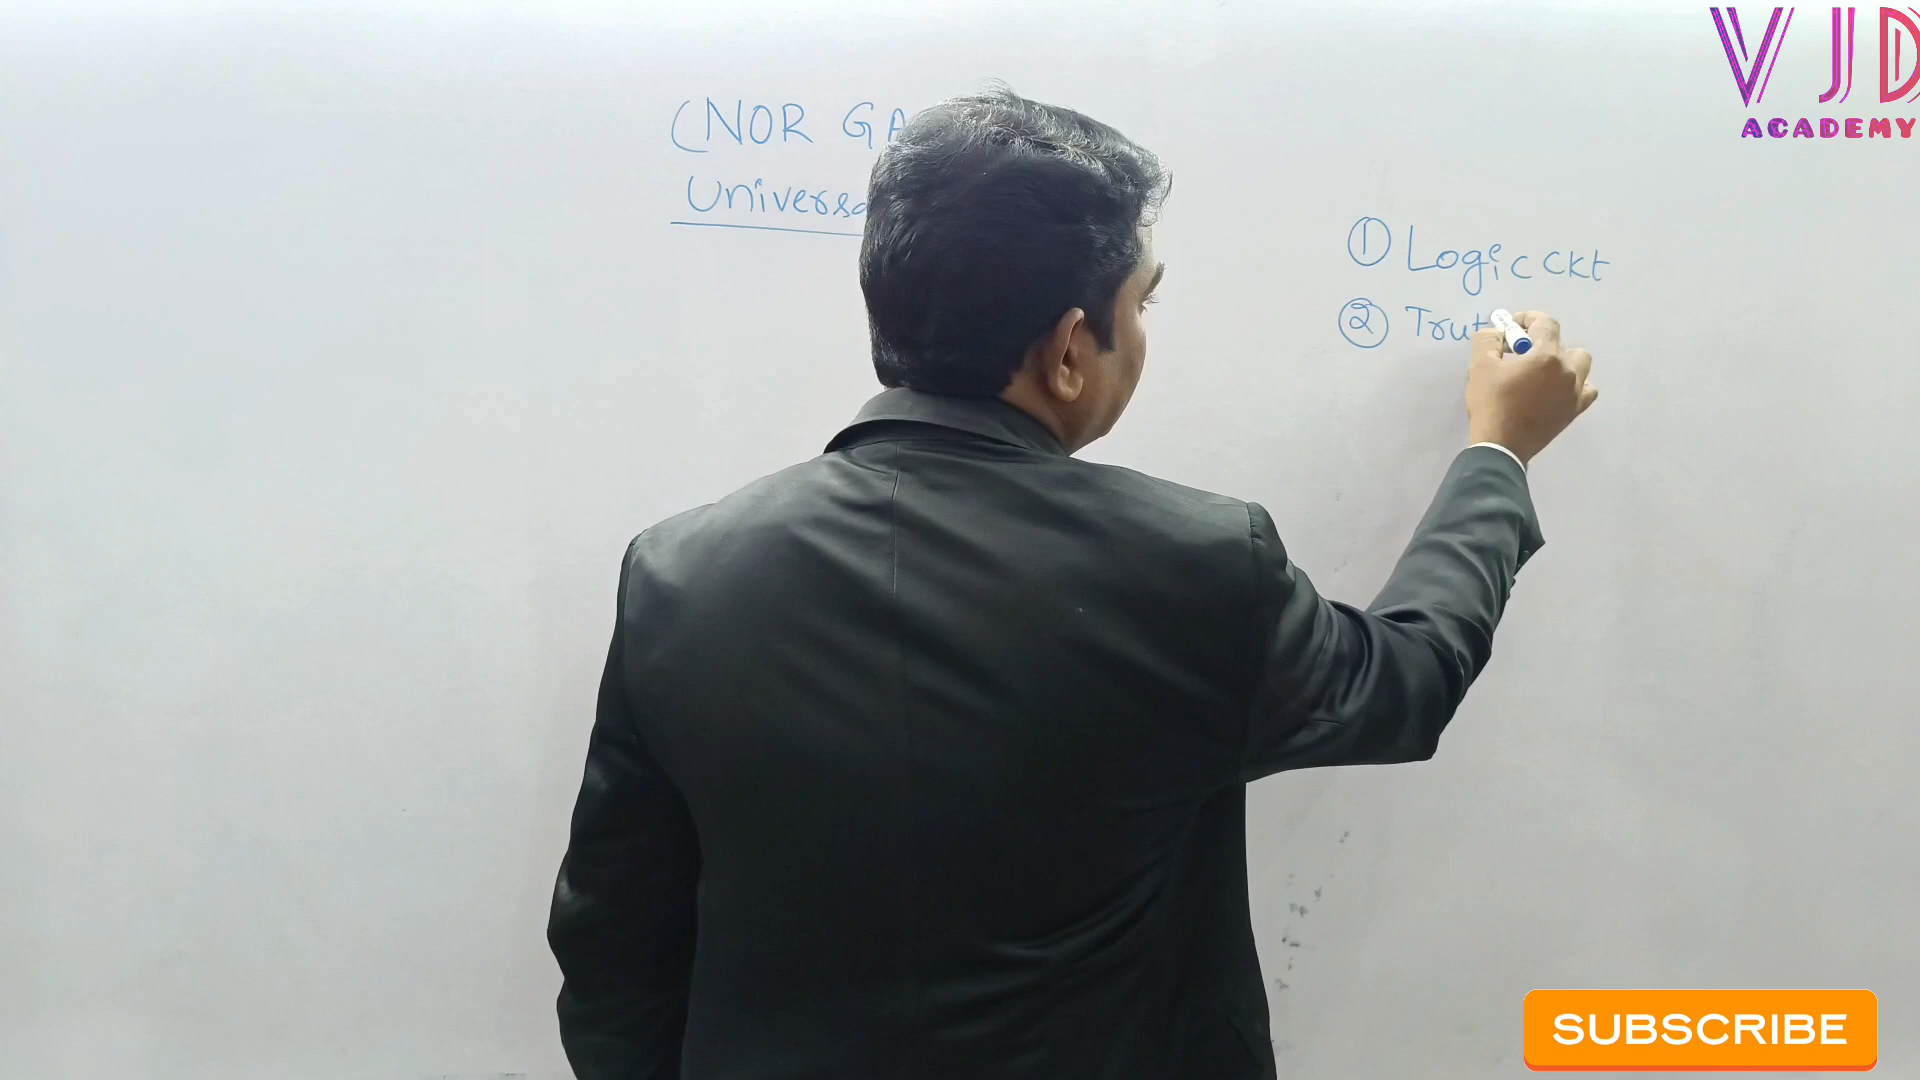 (NOR GA
Universa
① Logic ckt
② Trut
VJD
ACADEMY
SUBSCRIBE